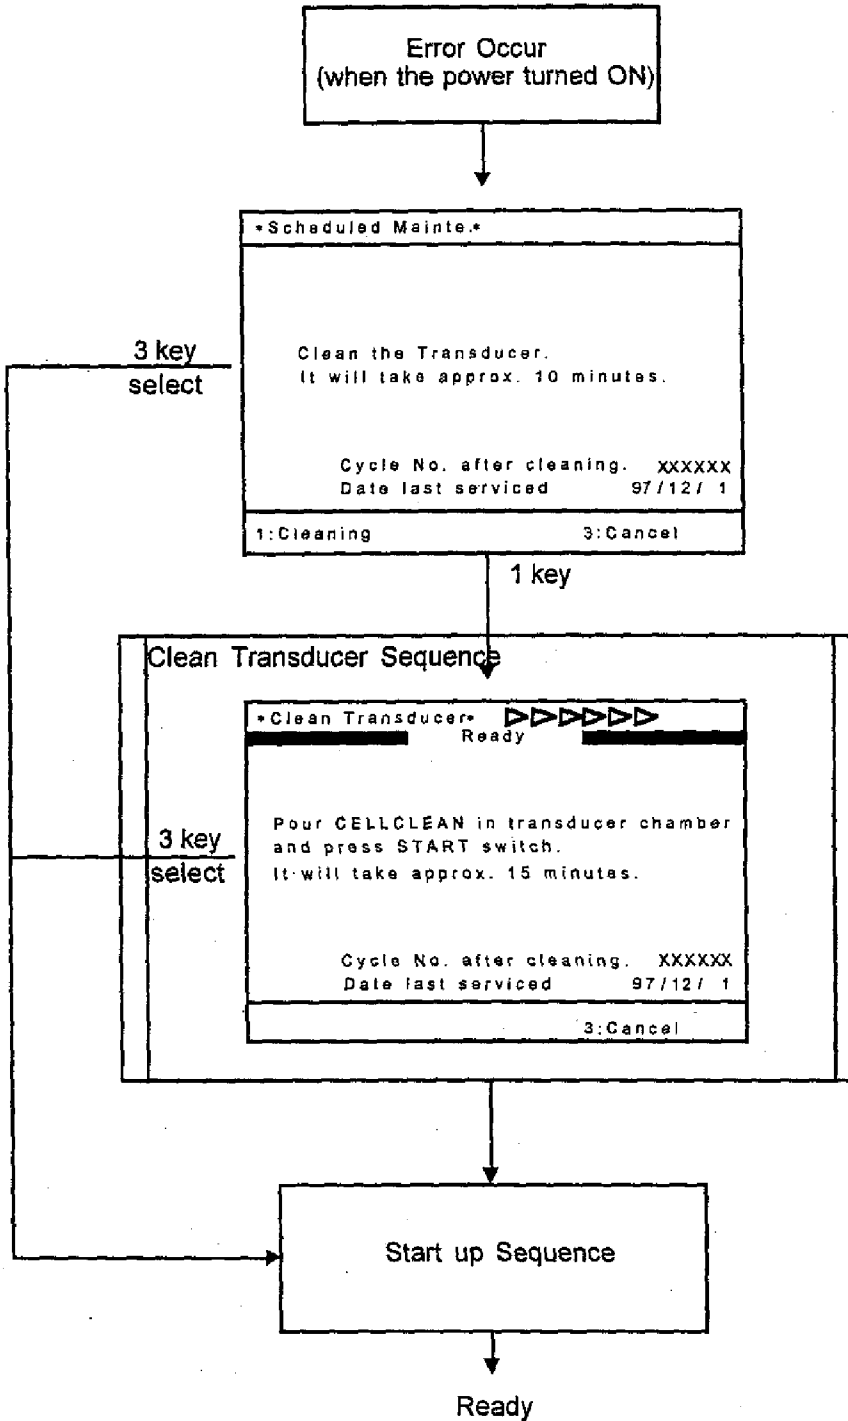 Error Occur
(when the power turned ON)
*Scheduled Mainte.*
3 key
select
Clean the Transducer.
It will take approx. 10 minutes.
Cycle No. after cleaning. XXXXXX
Date last serviced 97/12/ 1
1:Cleaning 3:Cancel
1 key
Clean Transducer Sequence
*Clean Transducer*
Ready
3 key
select
Pour CELLCLEAN in transducer chamber
and press START switch.
It will take approx. 15 minutes.
Cycle No. after cleaning. XXXXXX
Date last serviced 97/12/ 1
3:Cancel
Start up Sequence
Ready